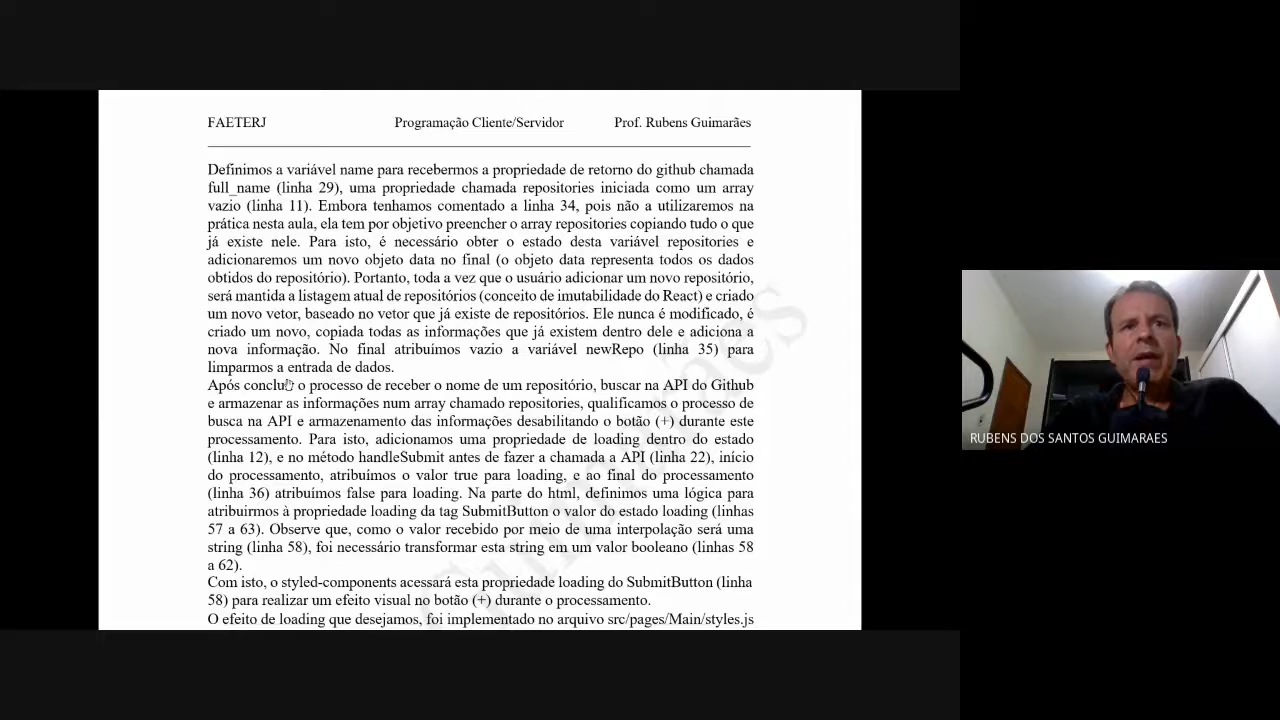 FAETERJ Programação Cliente/Servidor Prof. Rubens Guimarães
Definimos a variável name para recebermos a propriedade de retorno do github chamada
full_name (linha 29), uma propriedade chamada repositories iniciada como um array
vazio (linha 11). Embora tenhamos comentado a linha 34, pois não a utilizaremos na
prática nesta aula, ela tem por objetivo preencher o array repositories copiando tudo o que
já existe nele. Para isto, é necessário obter o estado desta variável repositories e
adicionaremos um novo objeto data no final (o objeto data representa todos os dados
obtidos do repositório). Portanto, toda a vez que o usuário adicionar um novo repositório,
será mantida a listagem atual de repositórios (conceito de imutabilidade do React) e criado
um novo vetor, baseado no vetor que já existe de repositórios. Ele nunca é modificado, é
criado um novo, copiada todas as informações que já existem dentro dele e adiciona a
nova informação. No final atribuímos vazio a variável newRepo (linha 35) para
limparmos a entrada de dados.
Após concluir o processo de receber o nome de um repositório, buscar na API do Github
e armazenar as informações num array chamado repositories, qualificamos o processo de
busca na API e armazenamento das informações desabilitando o botão (+) durante este
processamento. Para isto, adicionamos uma propriedade de loading dentro do estado
(linha 12), e no método handleSubmit antes de fazer a chamada a API (linha 22), início
do processamento, atribuímos o valor true para loading, e ao final do processamento
(linha 36) atribuímos false para loading. Na parte do html, definimos uma lógica para
atribuirmos à propriedade loading da tag SubmitButton o valor do estado loading (linhas
57 a 63). Observe que, como o valor recebido por meio de uma interpolação será uma
string (linha 58), foi necessário transformar esta string em um valor booleano (linhas 58
a 62).
Com isto, o styled-components acessará esta propriedade loading do SubmitButton (linha
58) para realizar um efeito visual no botão (+) durante o processamento.
O efeito de loading que desejamos, foi implementado no arquivo src/pages/Main/styles.js
Guimarães
RUBENS DOS SANTOS GUIMARAES